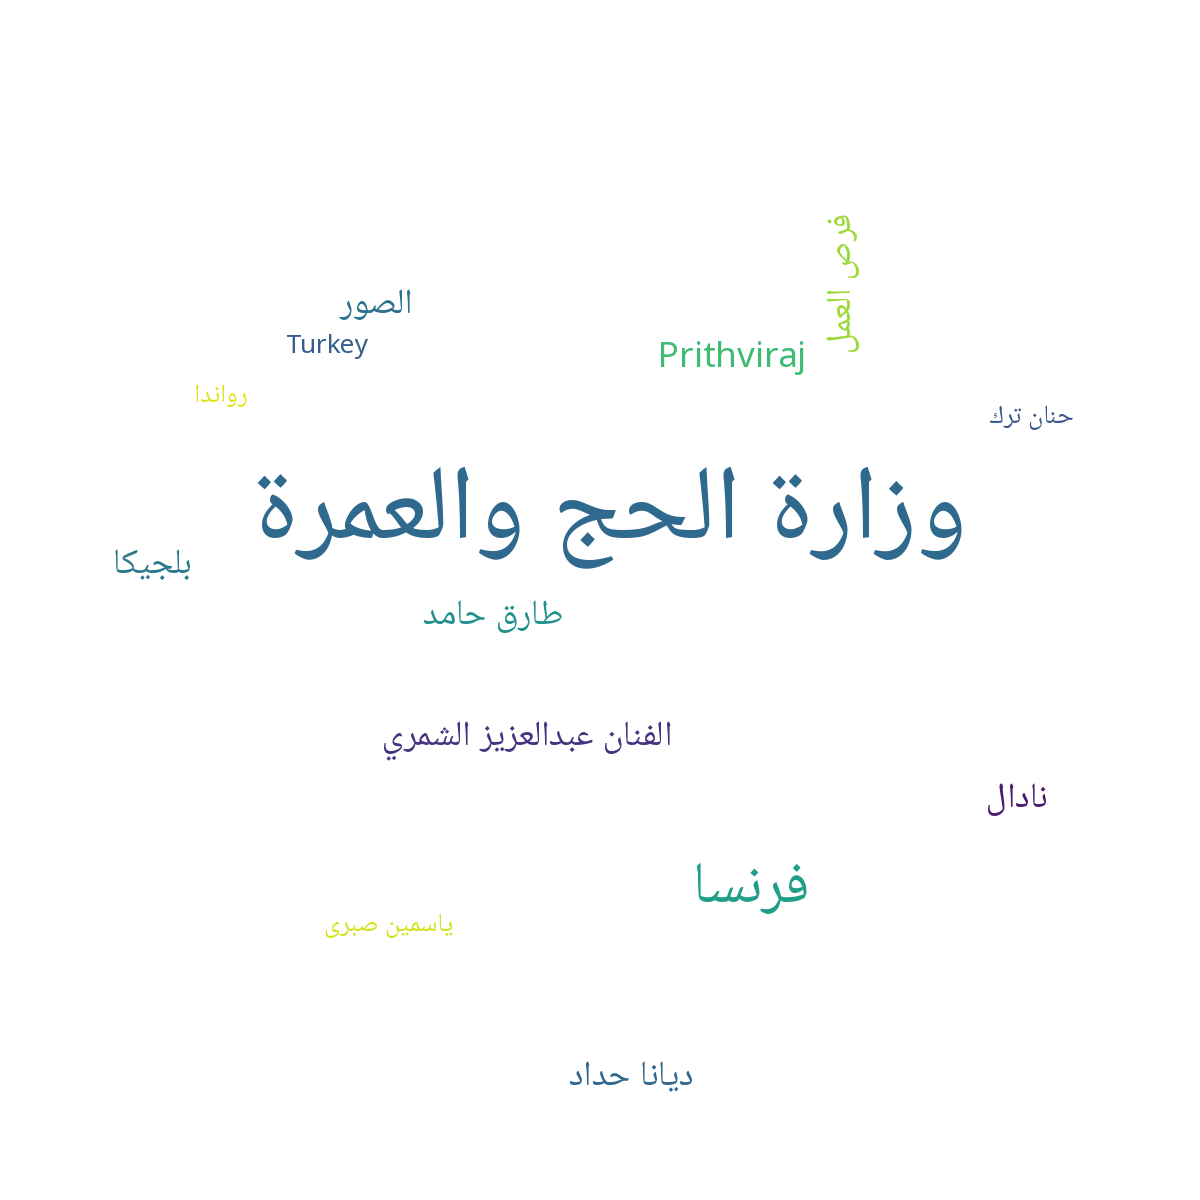 فرص العمل
الصور
Turkey
Prithviraj
رواندا
حنان ترك
وزارة الحج والعمرة
بلجيكا
طارق حامد
الفنان عبدالعزيز الشمري
نادال
فرنسا
ياسمين صبرى
ديانا حداد